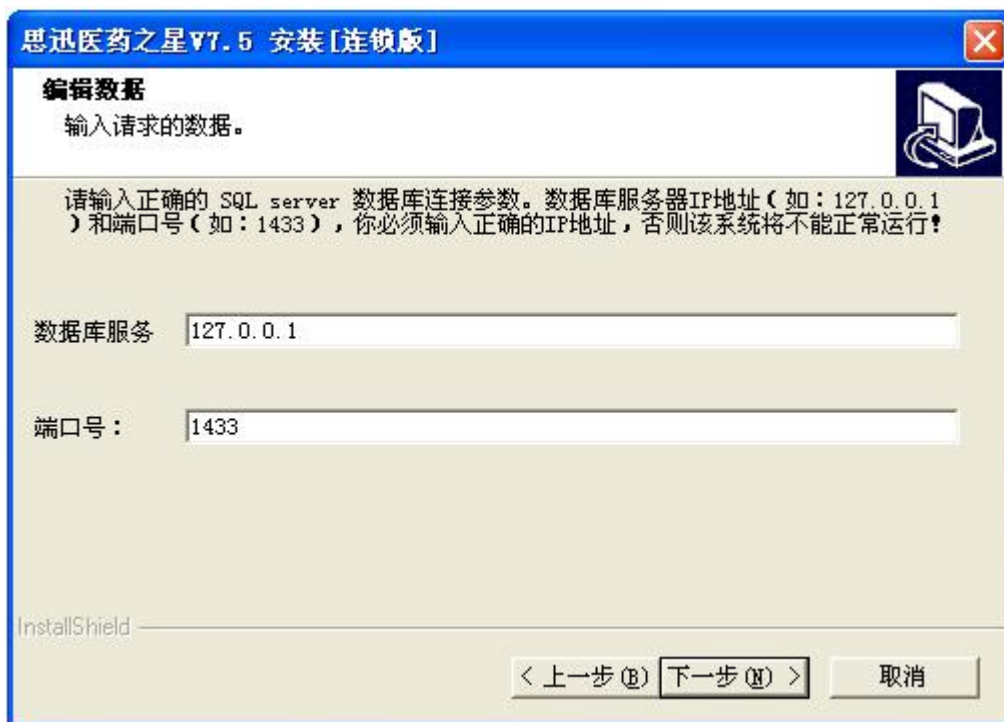 思迅医药之星V7.5 安装[连锁版]
编辑数据
输入请求的数据。
请输入正确的 SQL server 数据库连接参数。数据库服务器IP地址(如:127.0.0.1
)和端口号(如:1433),你必须输入正确的IP地址,否则该系统将不能正常运行!
数据库服务 127.0.0.1
端口号: 1433
InstallShield
< 上一步(B) 下一步(N) > 取消